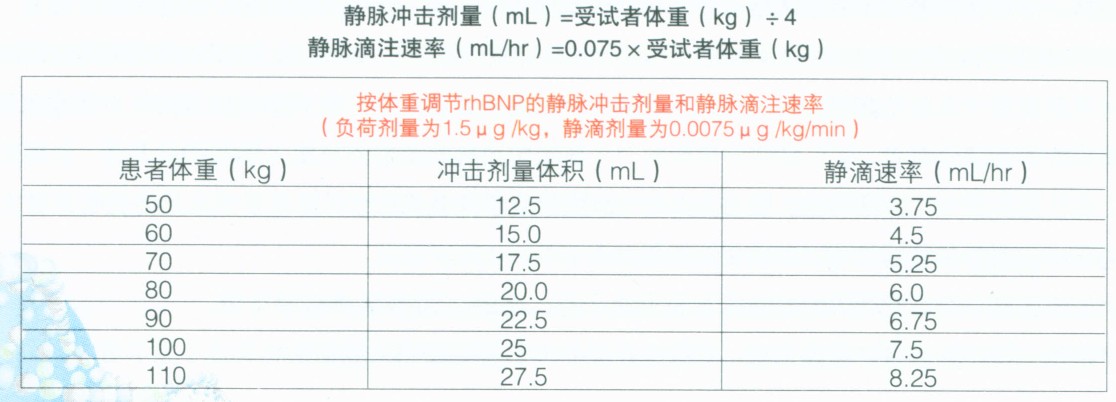 静脉冲击剂量（mL）=受试者体重（kg）÷4
静脉滴注速率（mL/hr）=0.075×受试者体重（kg）
按体重调节rhBNP的静脉冲击剂量和静脉滴注速率
（负荷剂量为1.5μg/kg，静滴剂量为0.0075μg/kg/min）
患者体重（kg） 冲击剂量体积（mL） 静滴速率（mL/hr）
50 12.5 3.75
60 15.0 4.5
70 17.5 5.25
80 20.0 6.0
90 22.5 6.75
100 25 7.5
110 27.5 8.25